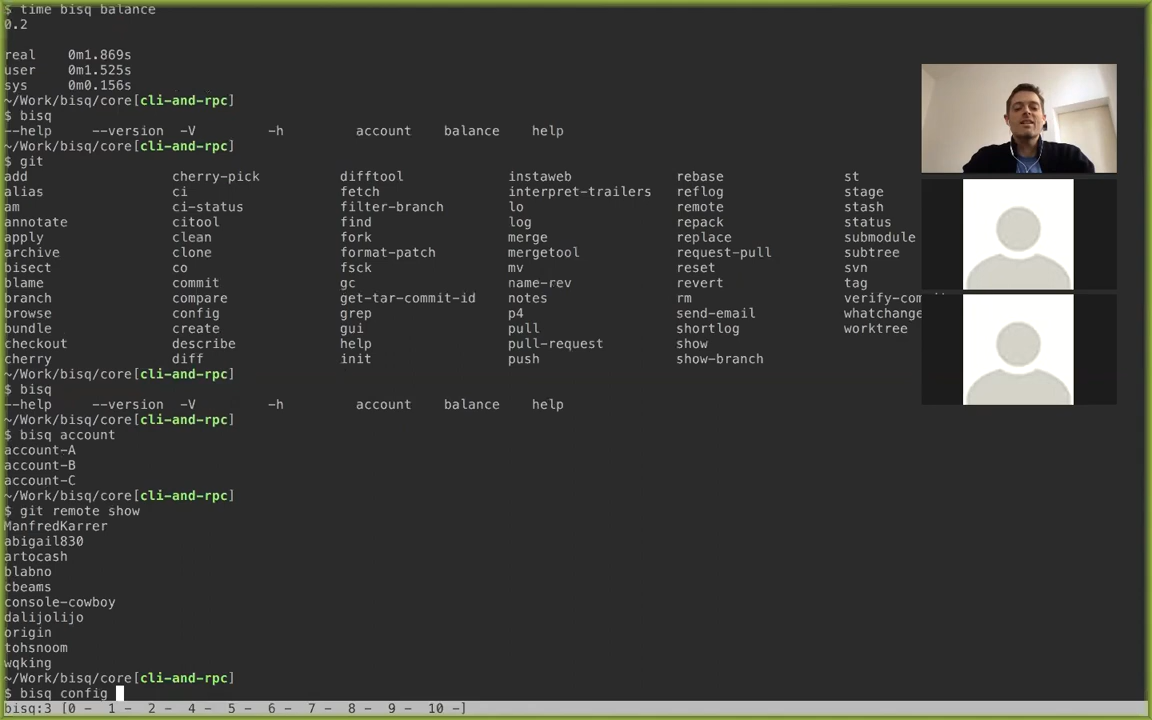 $ time bisq balance
0.2
real    0m1.869s
user    0m1.525s
sys     0m0.156s
~/Work/bisq/core[cli-and-rpc]
$ bisq
--help     --version  -V         -h         account    balance    help
~/Work/bisq/core[cli-and-rpc]
$ git
add                  cherry-pick          difftool             instaweb             rebase               st
alias                ci                   fetch                interpret-trailers   reflog               stage
am                   ci-status            filter-branch        lo                   remote               stash
annotate             citool               find                 log                  repack               status
apply                clean                fork                 merge                replace              submodule
archive              clone                format-patch         mergetool            request-pull         subtree
bisect               co                   fsck                 mv                   reset                svn
blame                commit               gc                   name-rev             revert               tag
branch               compare              get-tar-commit-id    notes                rm                   verify-com
browse               config               grep                 p4                   send-email           whatchange
bundle               create               gui                  pull                 shortlog             worktree
checkout             describe             help                 pull-request         show
cherry               diff                 init                 push                 show-branch
~/Work/bisq/core[cli-and-rpc]
$ bisq
--help     --version  -V         -h         account    balance    help
~/Work/bisq/core[cli-and-rpc]
$ bisq account
account-A
account-B
account-C
~/Work/bisq/core[cli-and-rpc]
$ git remote show
ManfredKarrer
abigail830
artocash
blabno
cbeams
console-cowboy
dalijolijo
origin
tohsnoom
wqking
~/Work/bisq/core[cli-and-rpc]
$ bisq config
bisq:3 [0 -  1 -  2 -  4 -  5 -  6 -  7 -  8 -  9 -  10 -]